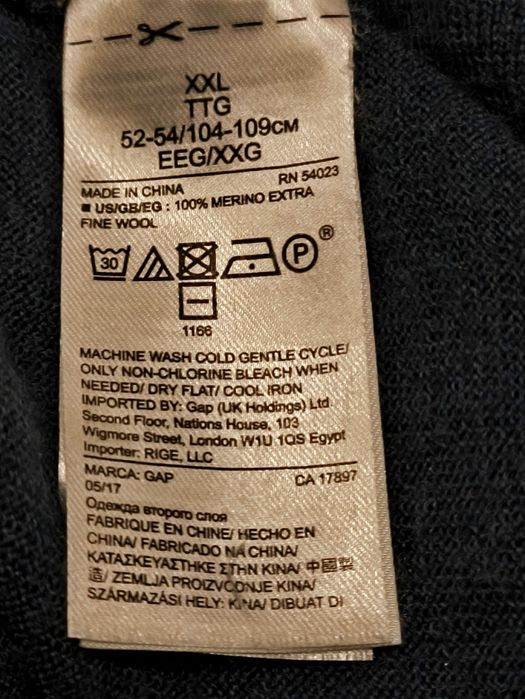 XXL
TTG
52-54/104-109CM
EEG/XXG
RN 54023
MADE IN CHINA
■ US/GB/EG : 100% MERINO EXTRA
FINE WOOL
30
P®
1166
MACHINE WASH COLD GENTLE CYCLE/
ONLY NON-CHLORINE BLEACH WHEN
NEEDED/ DRY FLAT/ COOL IRON
IMPORTED BY: Gap (UK Holdings) Ltd
Second Floor, Nations House, 103
Wigmore Street, London W1U 1QS Egypt
Importer: RIGE, LLC
MARCA: GAP CA 17897
05/17
Одежда второго слоя
FABRIQUE EN CHINE/ HECHO EN
CHINA/ FABRICADO NA CHINA/
ΚΑΤΑΣΚΕΥΑΣΤΗΚΕ ΣΤΗΝ ΚΙΝΑ/ 中國製
造/ ZEMLJA PROIZVODNJE KINA/
SZÁRMAZÁSI HELY: KÍNA/ DIBUAT DI